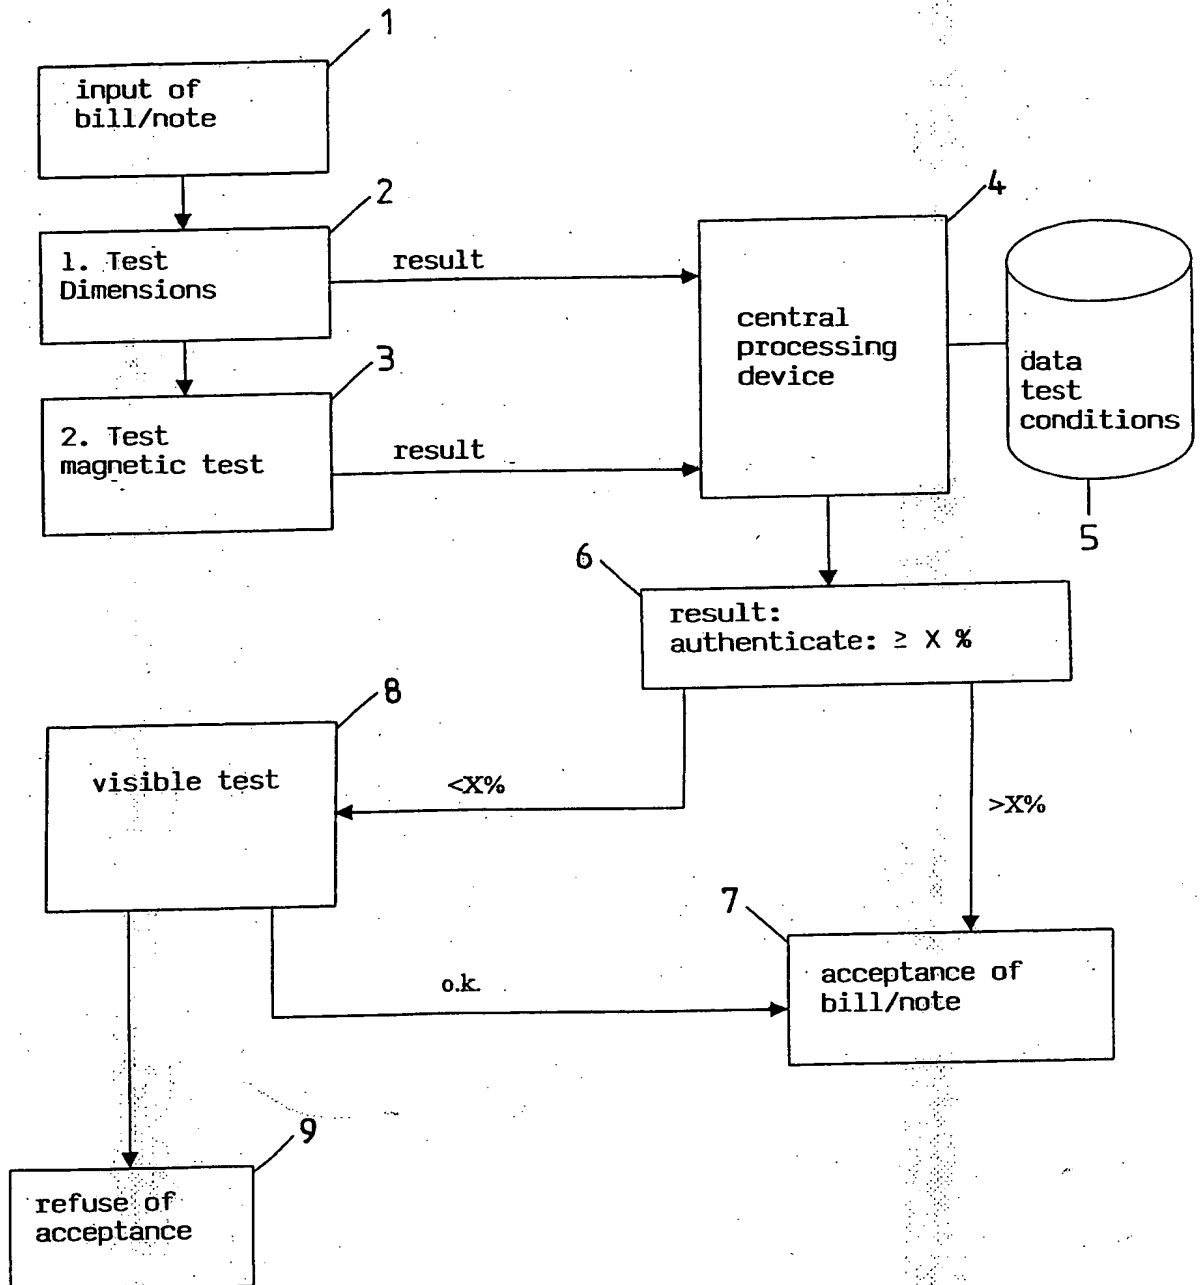 1
input of
bill/note
2
1. Test
Dimensions
result
3
2. Test
magnetic test
result
4
central
processing
device
data
test
conditions
5
6
result:
authenticate: ≥ X %
8
visible test
<X%
>X%
7
acceptance of
bill/note
o.k.
9
refuse of
acceptance